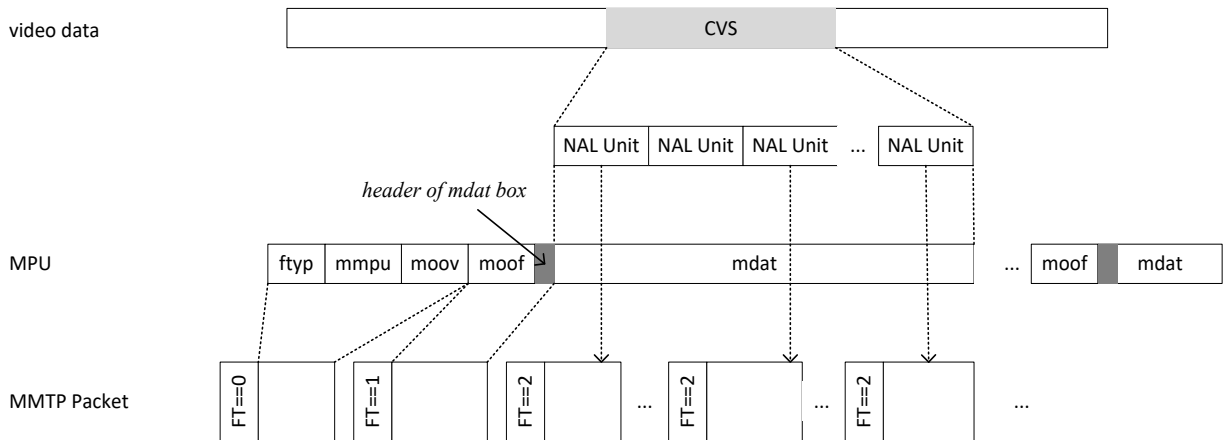 video data CVS
NAL Unit NAL Unit NAL Unit ... NAL Unit
header of mdat box
MPU ftyp mmpu moov moof mdat ... moof mdat
MMTP Packet FT==0 FT==1 FT==2 ... FT==2 ... FT==2 ...